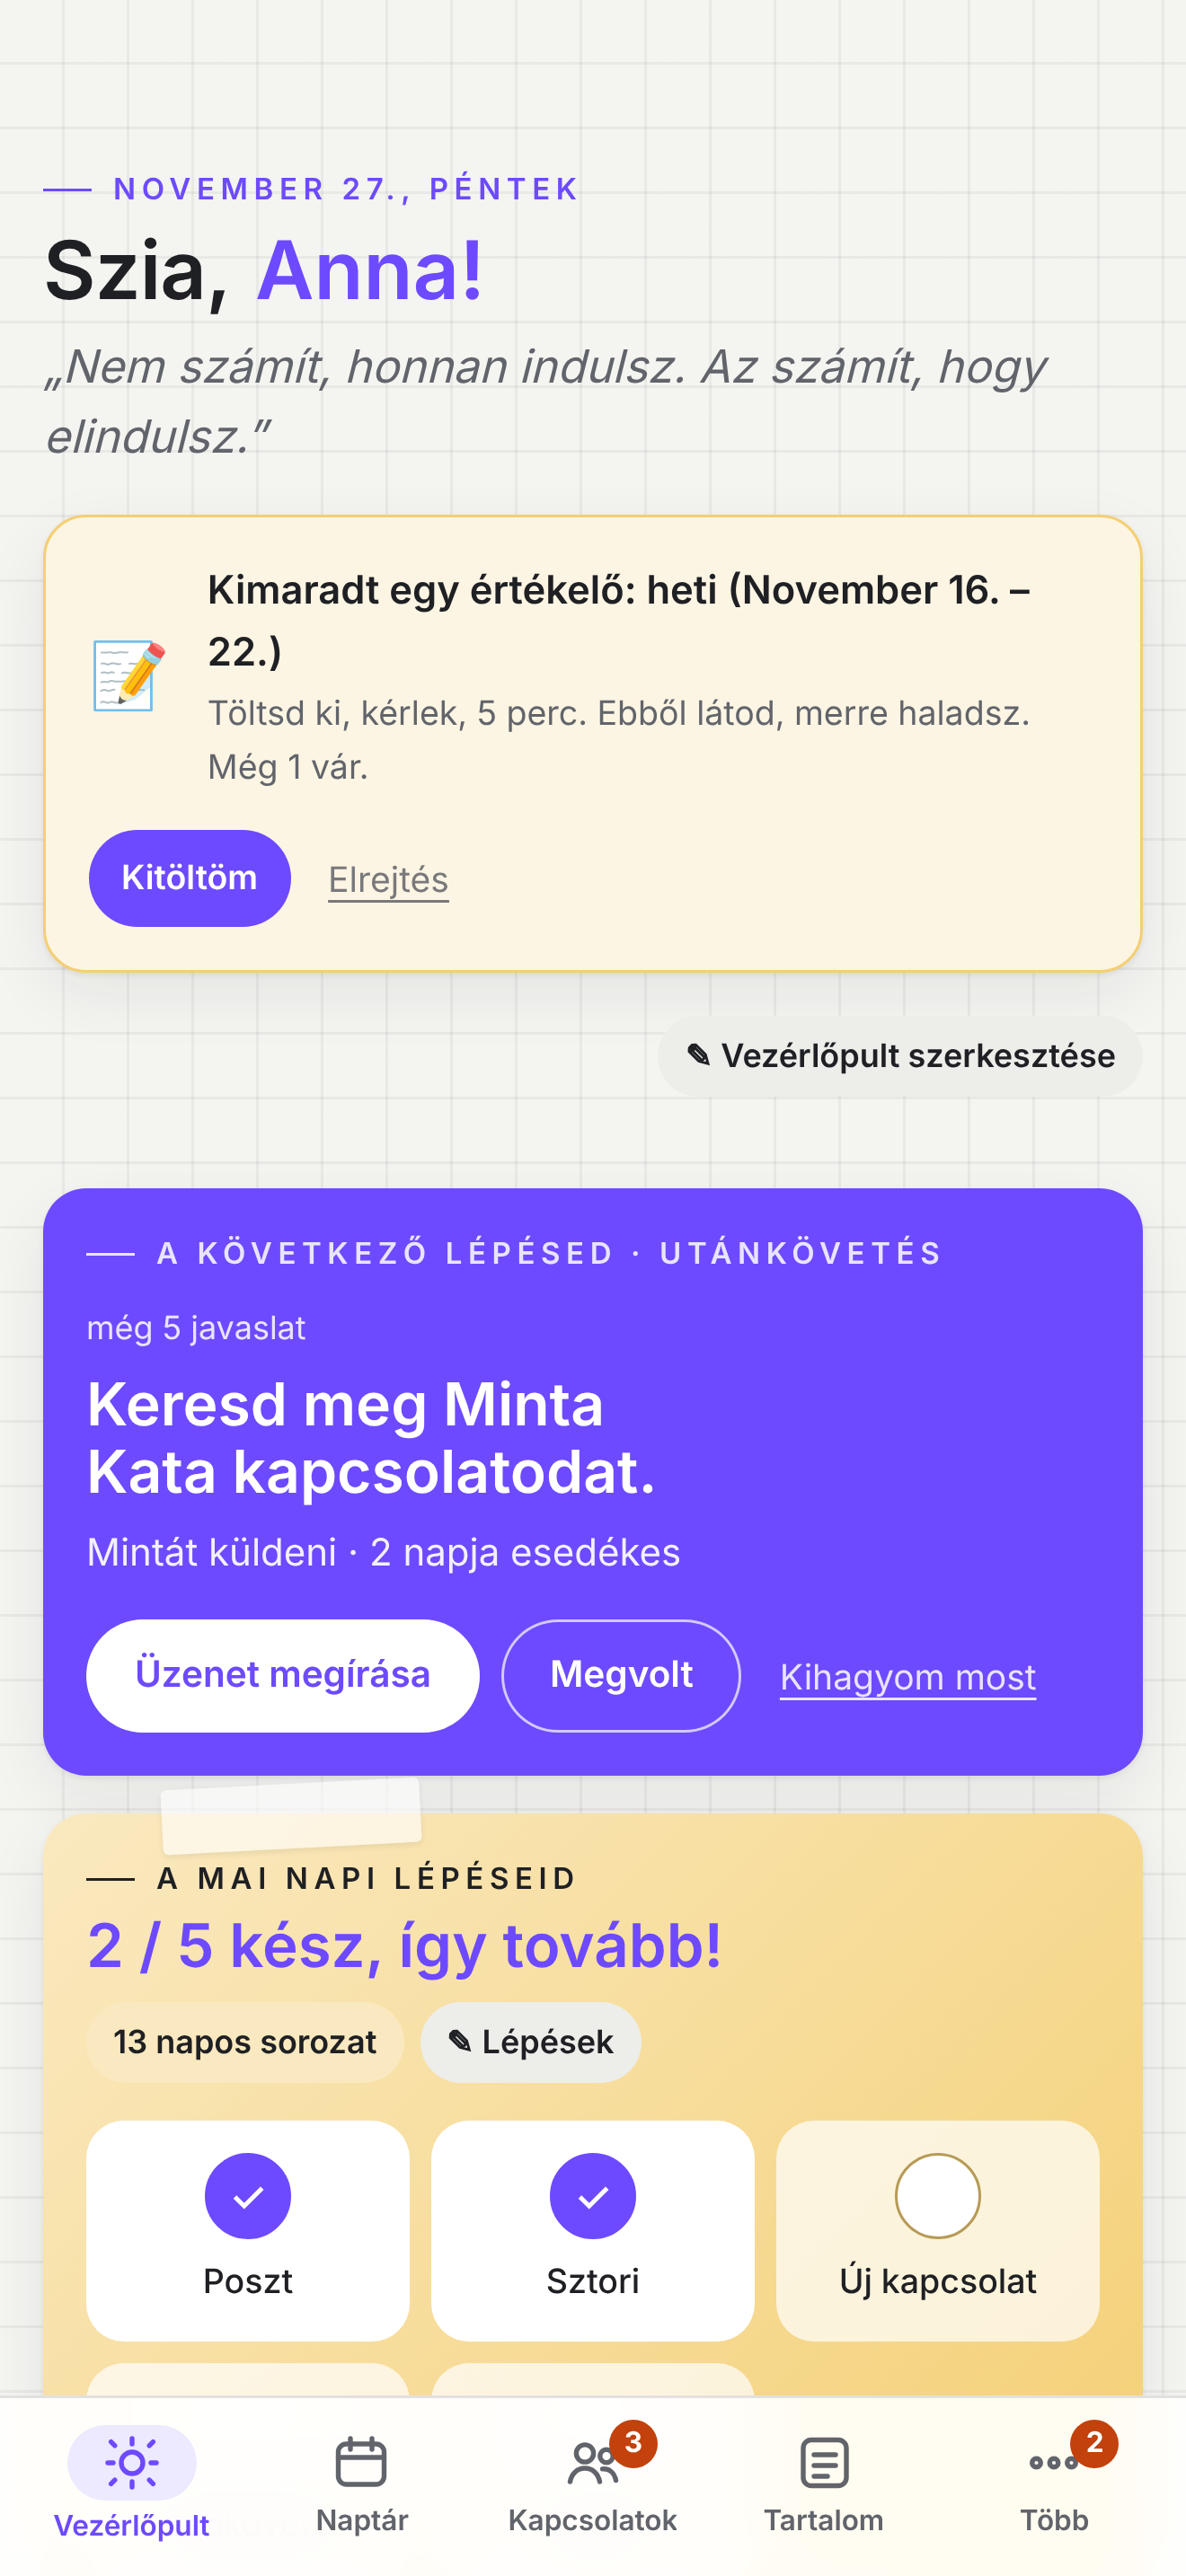 NOVEMBER 27., PÉNTEK
Szia, Anna!
„Nem számít, honnan indulsz. Az számít, hogy
elindulsz.”
Kimaradt egy értékelő: heti (November 16. –
22.)
Töltsd ki, kérlek, 5 perc. Ebből látod, merre haladsz.
Még 1 vár.
Kitöltöm
Elrejtés
✎ Vezérlőpult szerkesztése
A KÖVETKEZŐ LÉPÉSED · UTÁNKÖVETÉS
még 5 javaslat
Keresd meg Minta
Kata kapcsolatodat.
Mintát küldeni · 2 napja esedékes
Üzenet megírása
Megvolt
Kihagyom most
A MAI NAPI LÉPÉSEID
2 / 5 kész, így tovább!
13 napos sorozat
✎ Lépések
Poszt
Sztori
Új kapcsolat
3
2
Vezérlőpult
Naptár
Kapcsolatok
Tartalom
Több